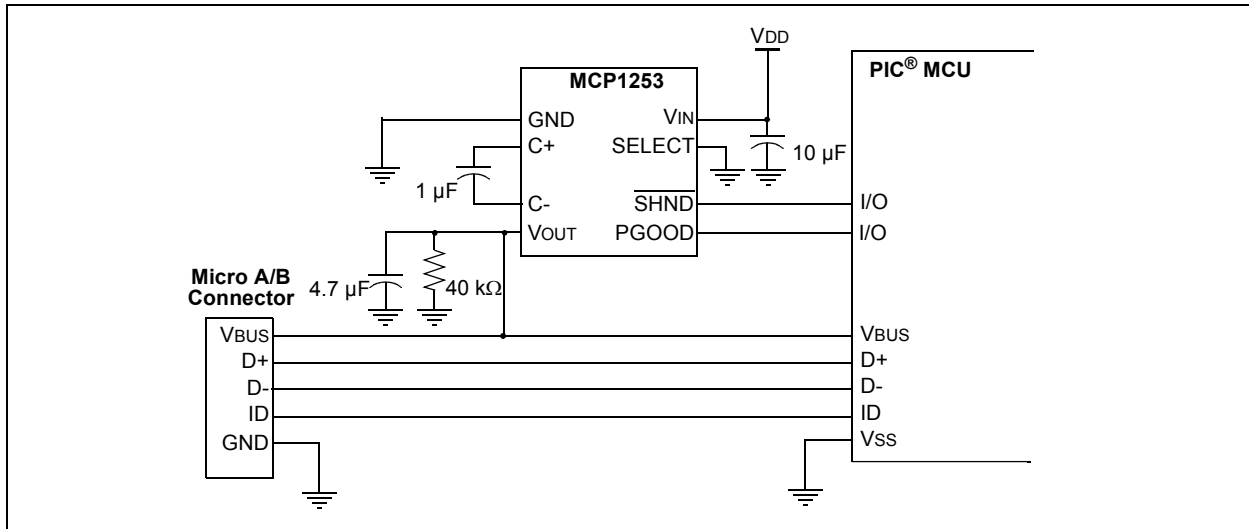 VDD
PIC® MCU
MCP1253
GND
VIN
C+
SELECT
10 µF
1 µF
C-
SHND
I/O
VOUT
PGOOD
I/O
Micro A/B
Connector
4.7 µF
40 kΩ
VBUS
VBUS
D+
D+
D-
D-
ID
ID
GND
VSS